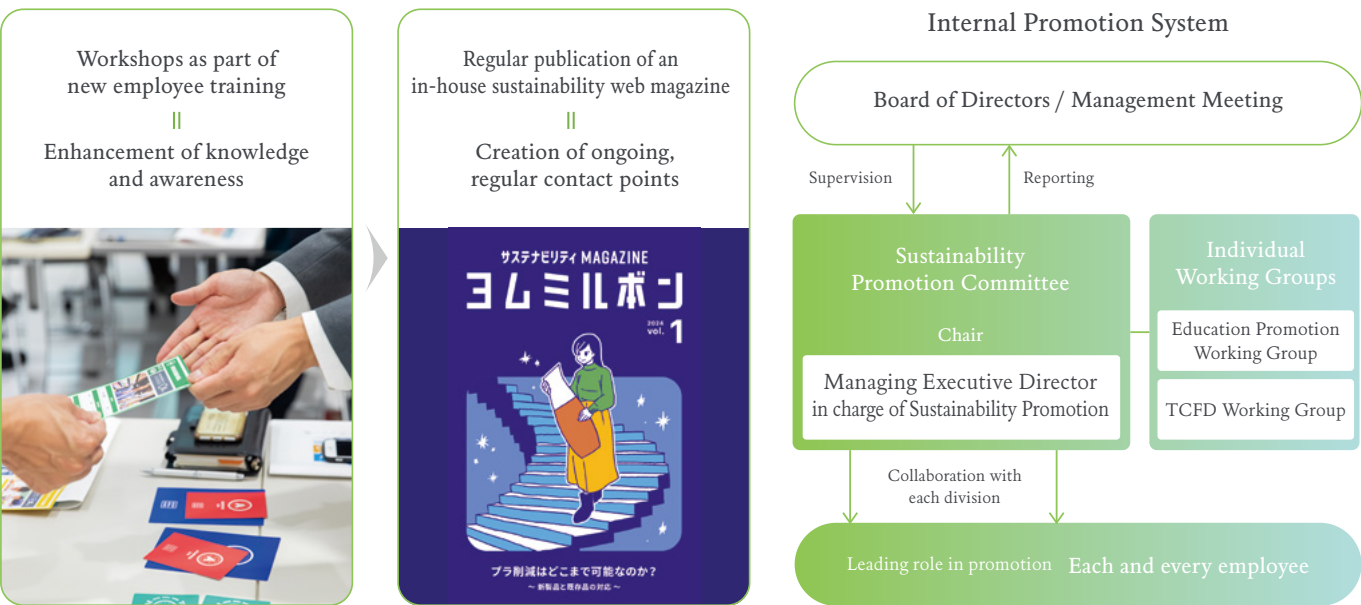 Workshops as part of
new employee training
Enhancement of knowledge
and awareness
Regular publication of an
in-house sustainability web magazine
Creation of ongoing,
regular contact points
サステナビリティ MAGAZINE
ヨムミルボン
2024
vol. 1
プラ削減はどこまで可能なのか？
〜 新製品と既存品の対応 〜
Internal Promotion System
Board of Directors / Management Meeting
Supervision
Reporting
Sustainability
Promotion Committee
Chair
Managing Executive Director
in charge of Sustainability Promotion
Individual
Working Groups
Education Promotion
Working Group
TCFD Working Group
Collaboration with
each division
Leading role in promotion Each and every employee